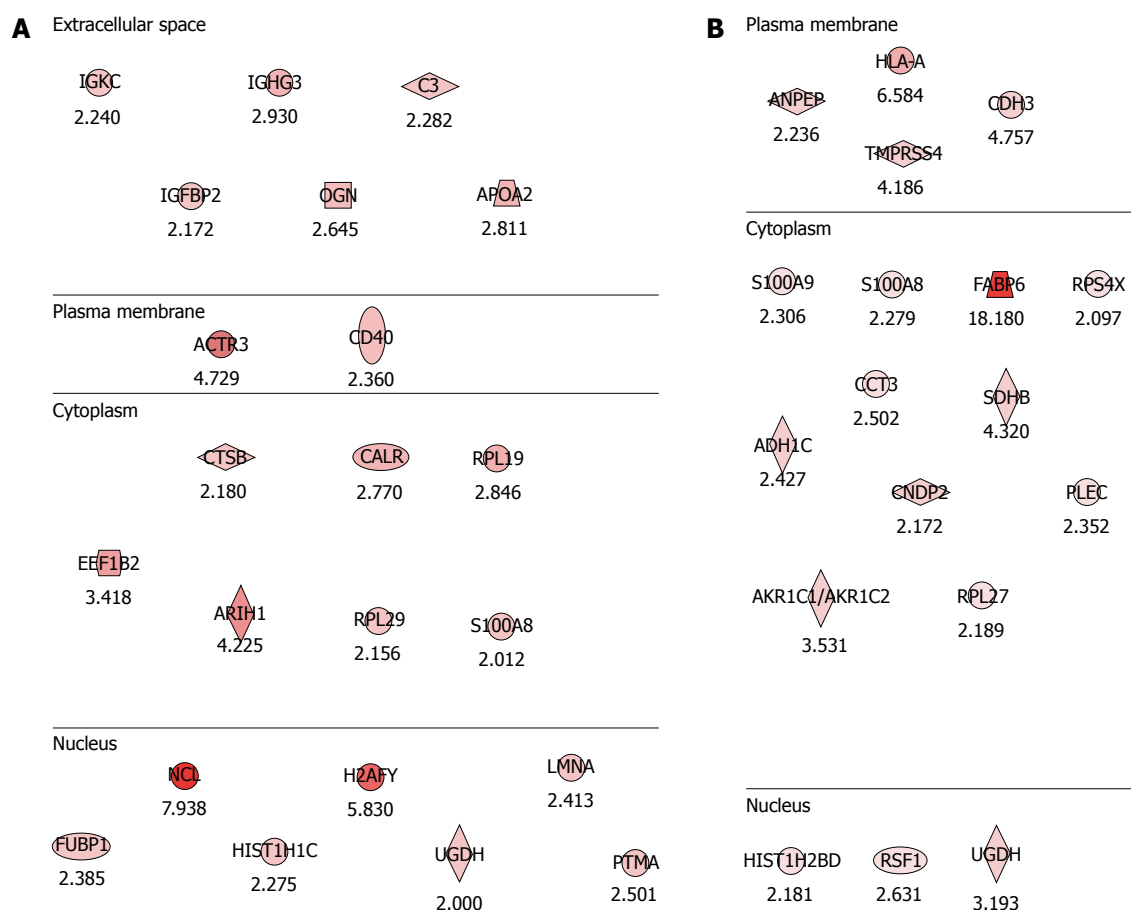 A
Extracellular space
IGKC
2.240
IGHG3
2.930
C3
2.282
IGFBP2
2.172
OGN
2.645
APOA2
2.811
Plasma membrane
ACTR3
4.729
CD40
2.360
Cytoplasm
CTSB
2.180
CALR
2.770
RPL19
2.846
EEF1B2
3.418
ARIH1
4.225
RPL29
2.156
S100A8
2.012
Nucleus
NCL
7.938
H2AFY
5.830
LMNA
2.413
FUBP1
2.385
HIST1H1C
2.275
UGDH
2.000
PTMA
2.501
B
Plasma membrane
HLA-A
6.584
ANPEP
2.236
CDH3
4.757
TMPRSS4
4.186
Cytoplasm
S100A9
2.306
S100A8
2.279
FABP6
18.180
RPS4X
2.097
CCT3
2.502
SDHB
4.320
ADH1C
2.427
CNDP2
2.172
PLEC
2.352
AKR1C1/AKR1C2
3.531
RPL27
2.189
Nucleus
HIST1H2BD
2.181
RSF1
2.631
UGDH
3.193